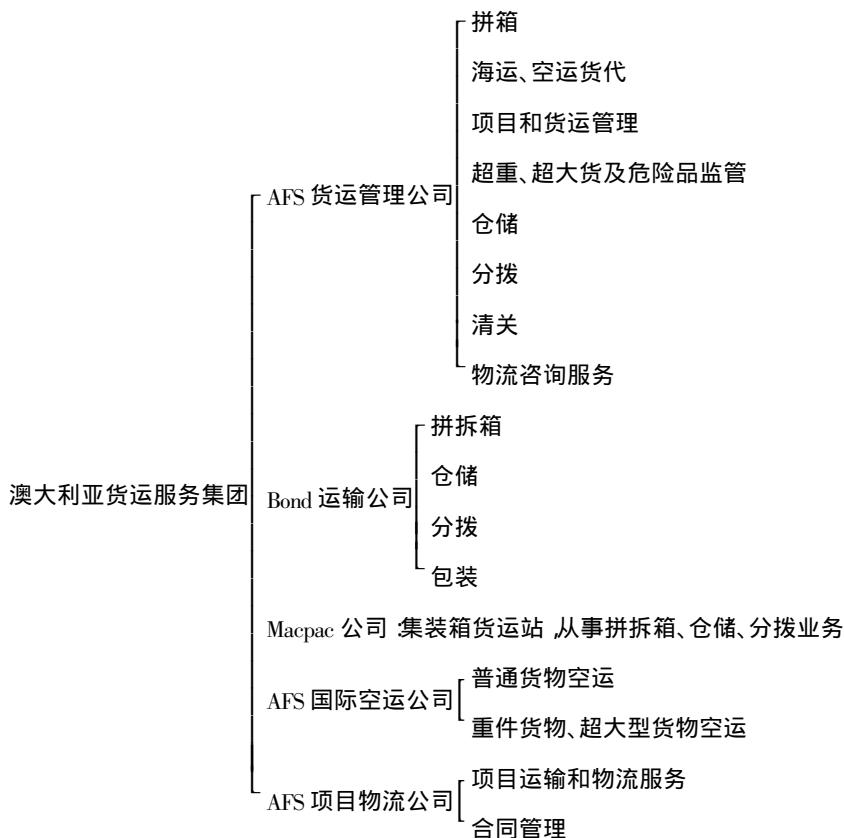 澳大利亚货运服务集团
AFS 货运管理公司
拼箱
海运、空运货代
项目和货运管理
超重、超大货及危险品监管
仓储
分拨
清关
物流咨询服务
Bond 运输公司
拼拆箱
仓储
分拨
包装
Macpac 公司:集装箱货运站,从事拼拆箱、仓储、分拨业务
AFS 国际空运公司
普通货物空运
重件货物、超大型货物空运
AFS 项目物流公司
项目运输和物流服务
合同管理